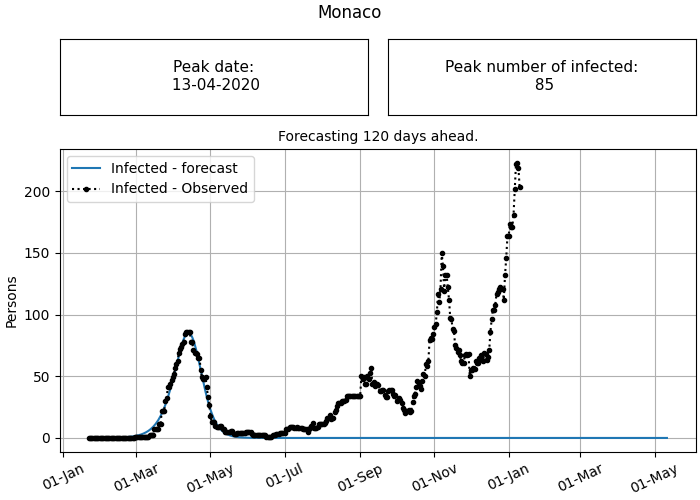 Monaco
Peak date:
13-04-2020
Peak number of infected:
85
Forecasting 120 days ahead.
Infected - forecast
Infected - Observed
Persons
200
150
100
50
0
01-Jan
01-Mar
01-May
01-Jul
01-Sep
01-Nov
01-Jan
01-Mar
01-May